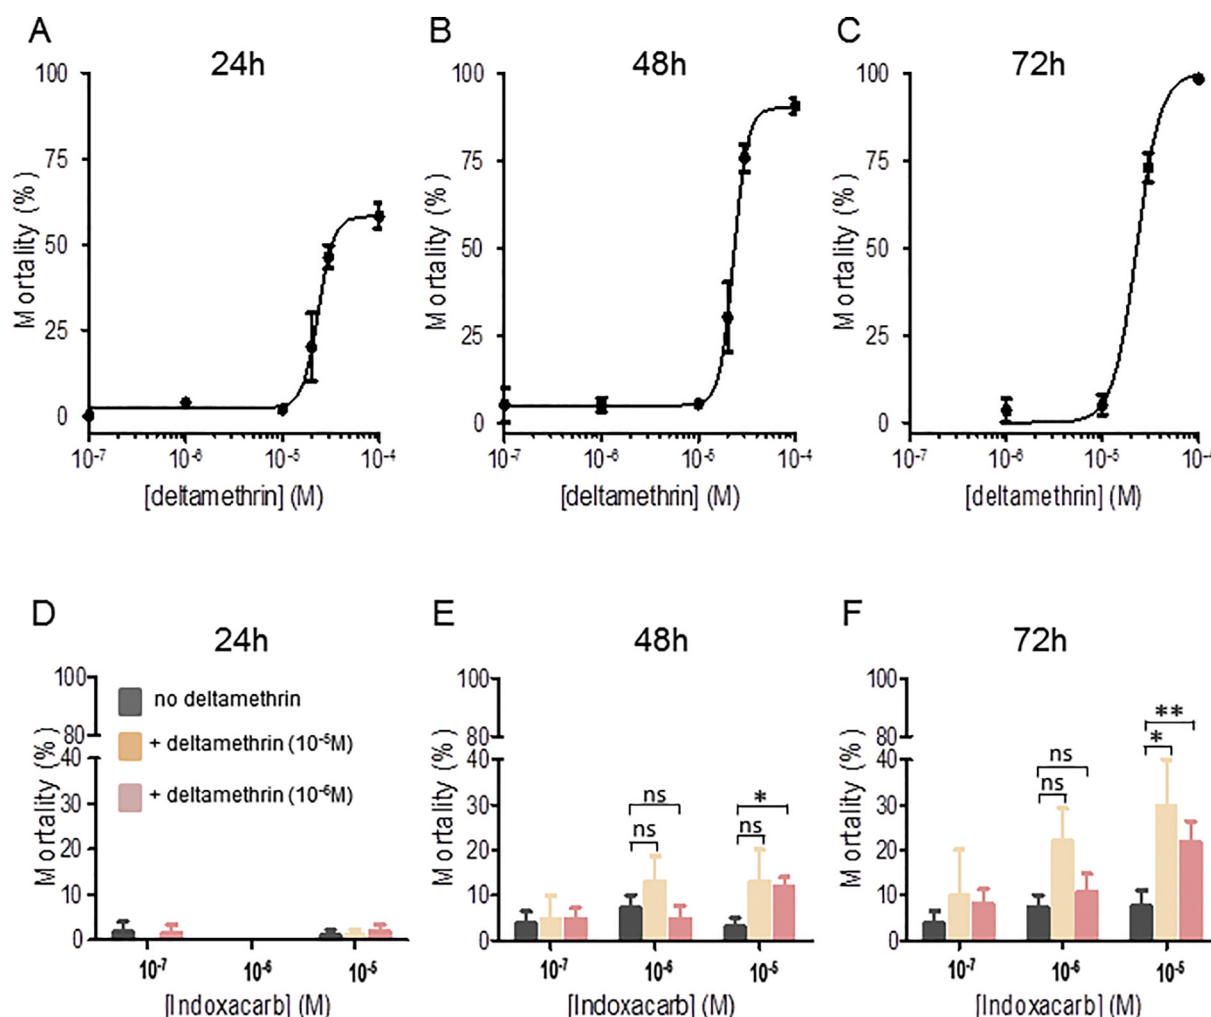 A B C
24h 48h 72h
100 100 100
75 75 75
50 50 50
25 25 25
0 0 0
Mortality (%) Mortality (%) Mortality (%)
10⁻⁷ 10⁻⁶ 10⁻⁵ 10⁻⁴ 10⁻⁷ 10⁻⁶ 10⁻⁵ 10⁻⁴ 10⁻⁷ 10⁻⁶ 10⁻⁵ 10⁻⁴
[deltamethrin] (M) [deltamethrin] (M) [deltamethrin] (M)
D E F
24h 48h 72h
100 100 100
80 80 80
40 40 40
30 30 30
20 20 20
10 10 10
0 0 0
Mortality (%) Mortality (%) Mortality (%)
no deltamethrin
+ deltamethrin (10⁻⁵M)
+ deltamethrin (10⁻⁶M)
ns ns ns * ns ns ** *
10⁻⁷ 10⁻⁶ 10⁻⁵ 10⁻⁷ 10⁻⁶ 10⁻⁵ 10⁻⁷ 10⁻⁶ 10⁻⁵
[Indoxacarb] (M) [Indoxacarb] (M) [Indoxacarb] (M)